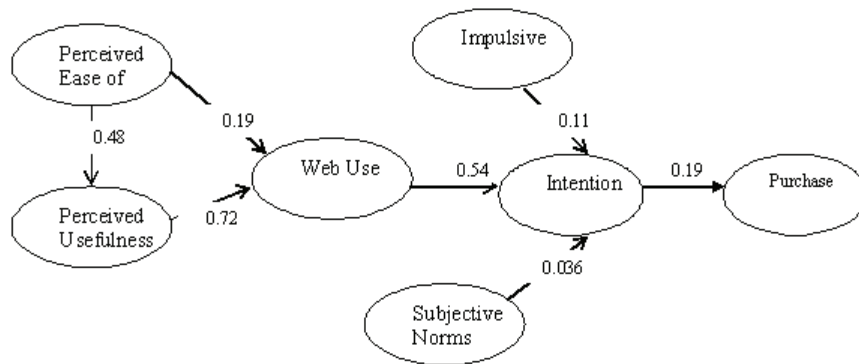 Perceived
Ease of
0.48
Perceived
Usefulness
0.19
0.72
Web Use
0.54
Impulsive
0.11
Intention
0.036
Subjective
Norms
0.19
Purchase